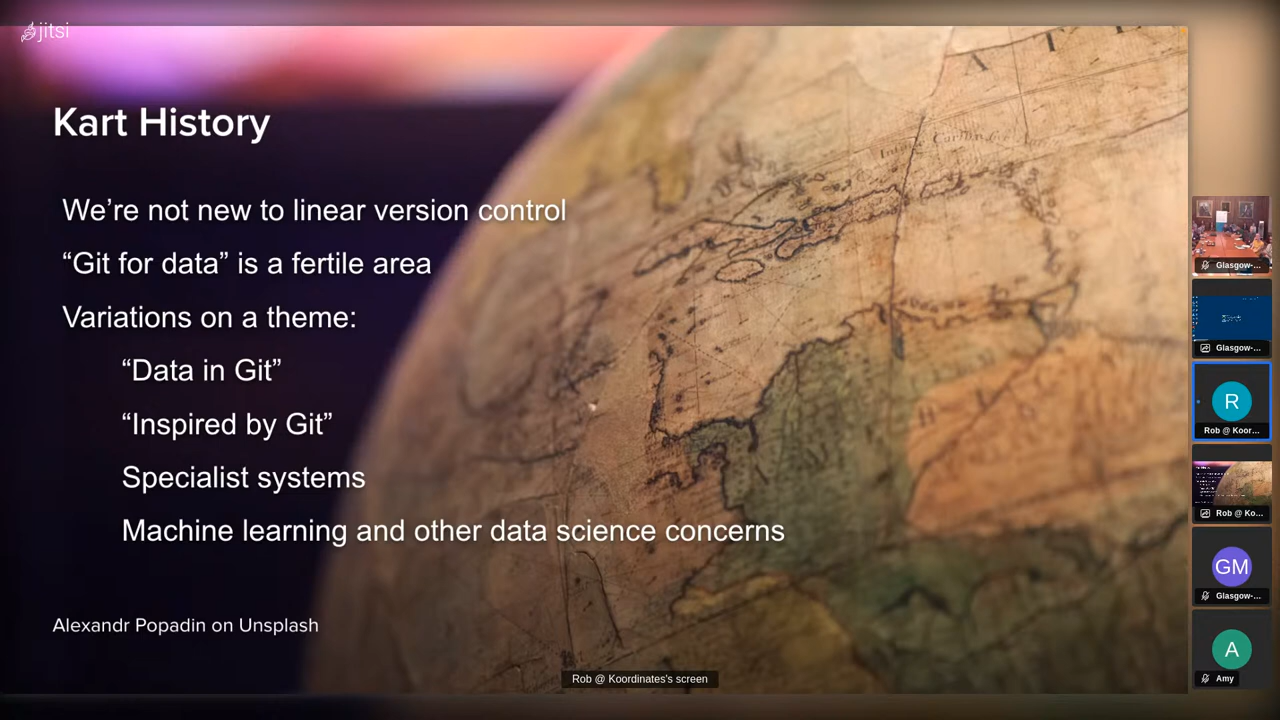 jitsi
Kart History
We're not new to linear version control
“Git for data” is a fertile area
Variations on a theme:
“Data in Git”
“Inspired by Git”
Specialist systems
Machine learning and other data science concerns
Alexandr Popadin on Unsplash
Rob @ Koordinates's screen
Glasgow-...
Glasgow-...
R
Rob @ Koor...
Rob @ Ko...
GM
Glasgow-...
A
Amy